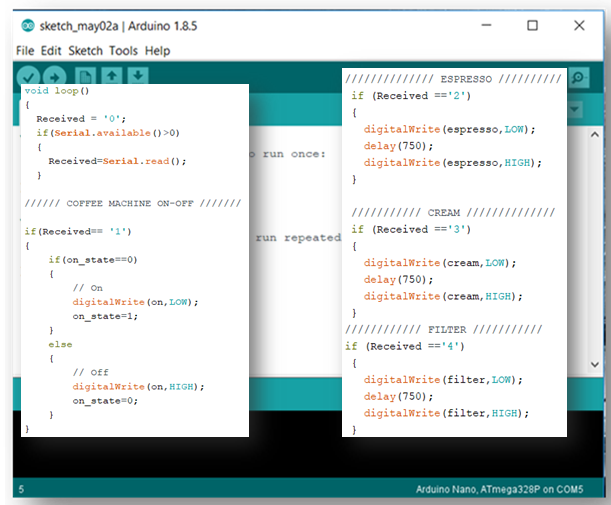 sketch_may02a | Arduino 1.8.5
File Edit Sketch Tools Help
void loop()
{
Received = '0';
if(Serial.available()>0)
{
Received=Serial.read();
}
////// COFFEE MACHINE ON-OFF ///////
if(Received== '1')
{
if(on_state==0)
{
// On
digitalWrite(on,LOW);
on_state=1;
}
else
{
// Off
digitalWrite(on,HIGH);
on_state=0;
}
}
o run once:
run repeated
////////////// ESPRESSO //////////
if (Received =='2')
{
digitalWrite(espresso,LOW);
delay(750);
digitalWrite(espresso,HIGH);
}
/////////// CREAM //////////////
if (Received =='3')
{
digitalWrite(cream,LOW);
delay(750);
digitalWrite(cream,HIGH);
}
//////////// FILTER ///////////
if (Received =='4')
{
digitalWrite(filter,LOW);
delay(750);
digitalWrite(filter,HIGH);
}
5
Arduino Nano, ATmega328P on COM5